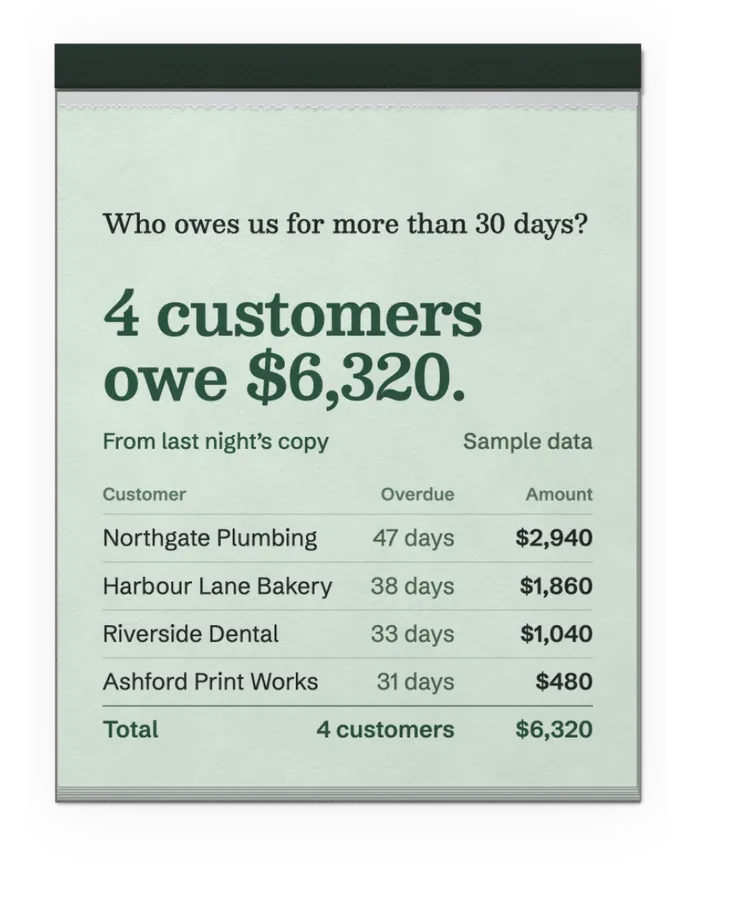 Who owes us for more than 30 days?
4 customers
owe $6,320.
From last night’s copy Sample data
Customer Overdue Amount
Northgate Plumbing 47 days $2,940
Harbour Lane Bakery 38 days $1,860
Riverside Dental 33 days $1,040
Ashford Print Works 31 days $480
Total 4 customers $6,320